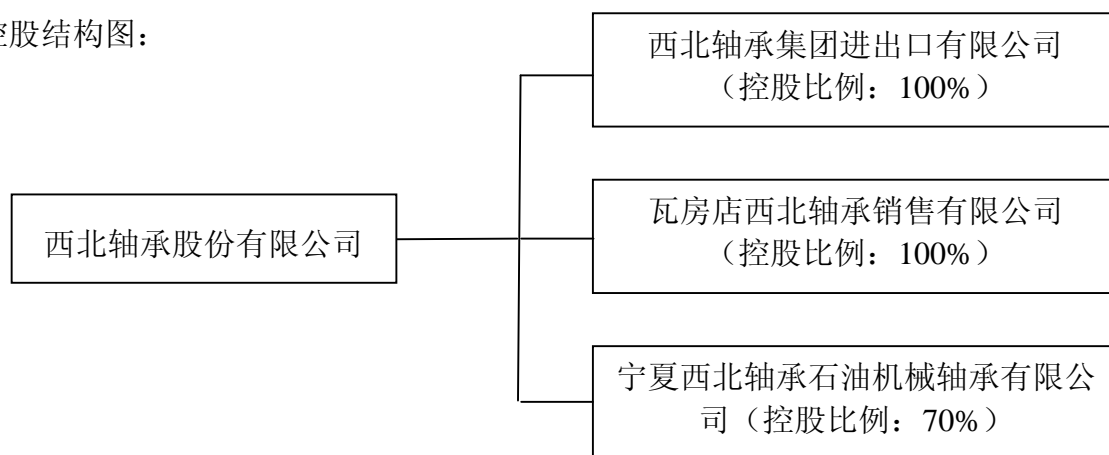 控股结构图：
西北轴承集团进出口有限公司
（控股比例：100%）
瓦房店西北轴承销售有限公司
（控股比例：100%）
西北轴承股份有限公司
宁夏西北轴承石油机械轴承有限公
司（控股比例：70%）